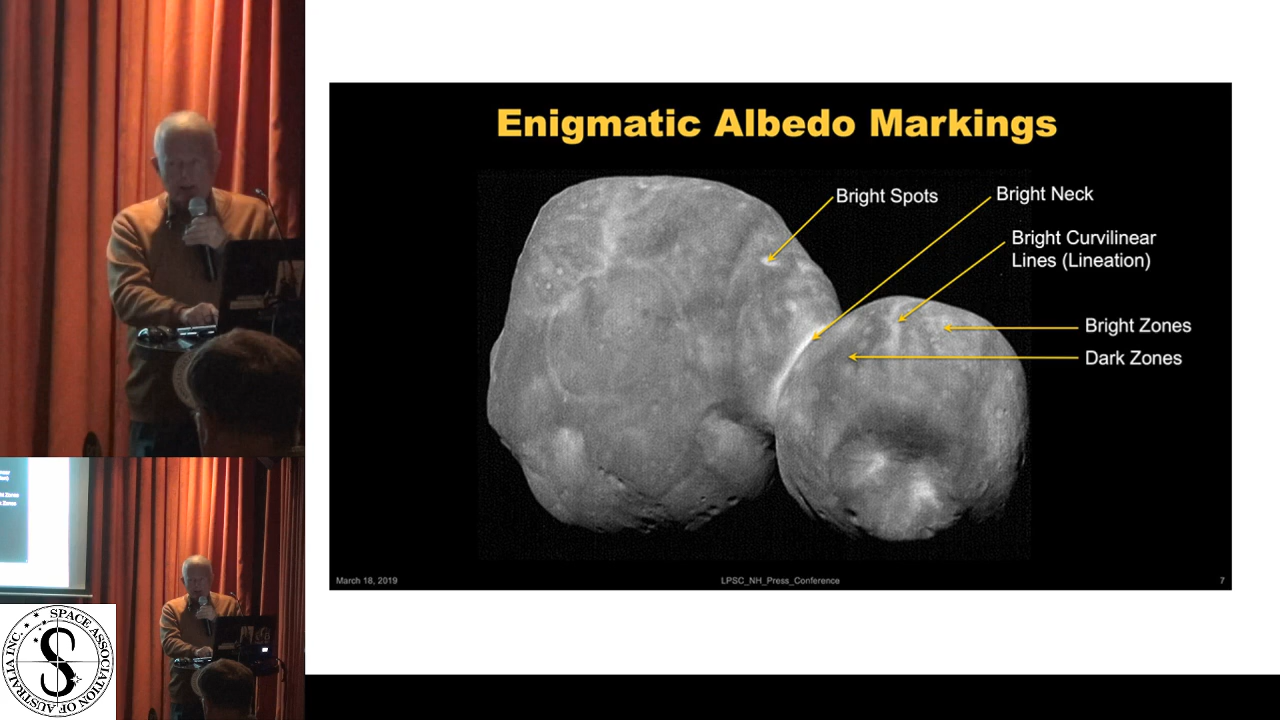 Enigmatic Albedo Markings
Bright Spots
Bright Neck
Bright Curvilinear
Lines (Lineation)
Bright Zones
Dark Zones
March 18, 2019
LPSC_NH_Press_Conference
7
SPACE ASSOCIATION OF AUSTRALIA INC.
S